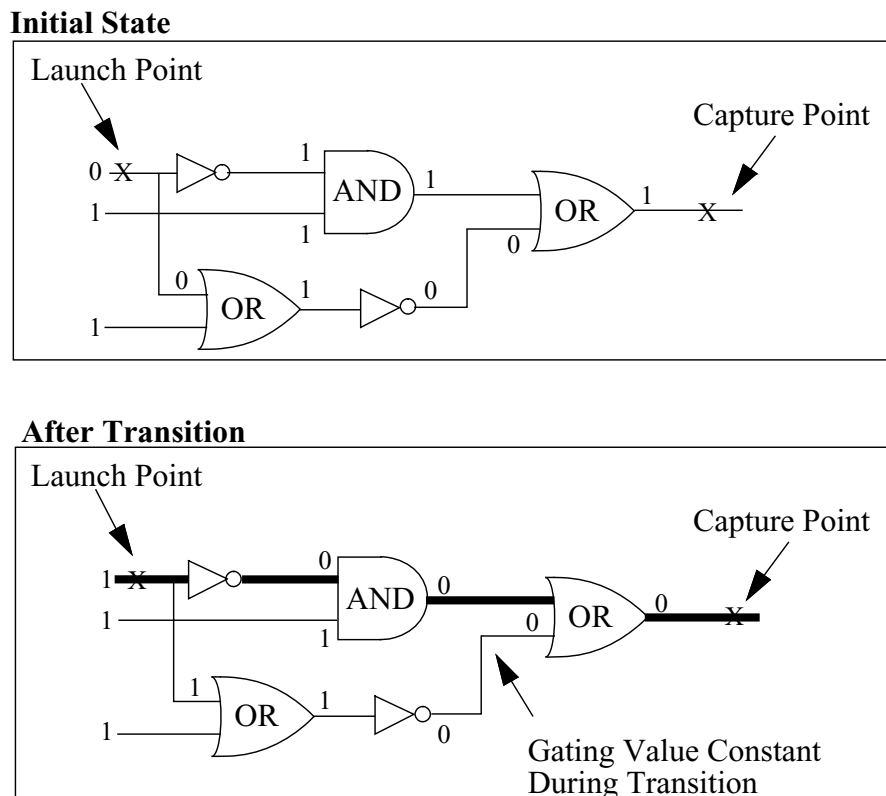 Initial State
Launch Point
Capture Point
0 X
1
1
AND
1
OR
1
X
1
1
0
0
OR
1
0
1
After Transition
Launch Point
Capture Point
1 X
0
AND
0
OR
0
X
1
1
0
1
OR
1
0
1
Gating Value Constant
During Transition